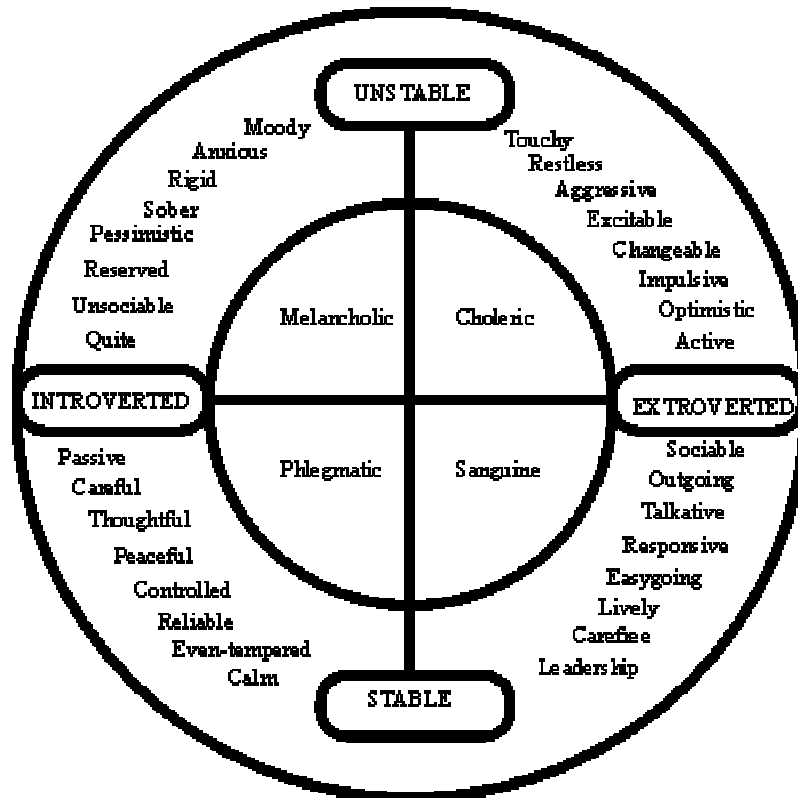 UNSTABLE
Moody
Anxious
Rigid
Sober
Pessimistic
Reserved
Unsociable
Quite
Touchy
Restless
Aggressive
Excitable
Changeable
Impulsive
Optimistic
Active
Melancholic
Choleric
INTROVERTED
EXTROVERTED
Phlegmatic
Sanguine
Passive
Careful
Thoughtful
Peaceful
Controlled
Reliable
Even-tempered
Calm
Sociable
Outgoing
Talkative
Responsive
Easygoing
Lively
Carefree
Leadership
STABLE